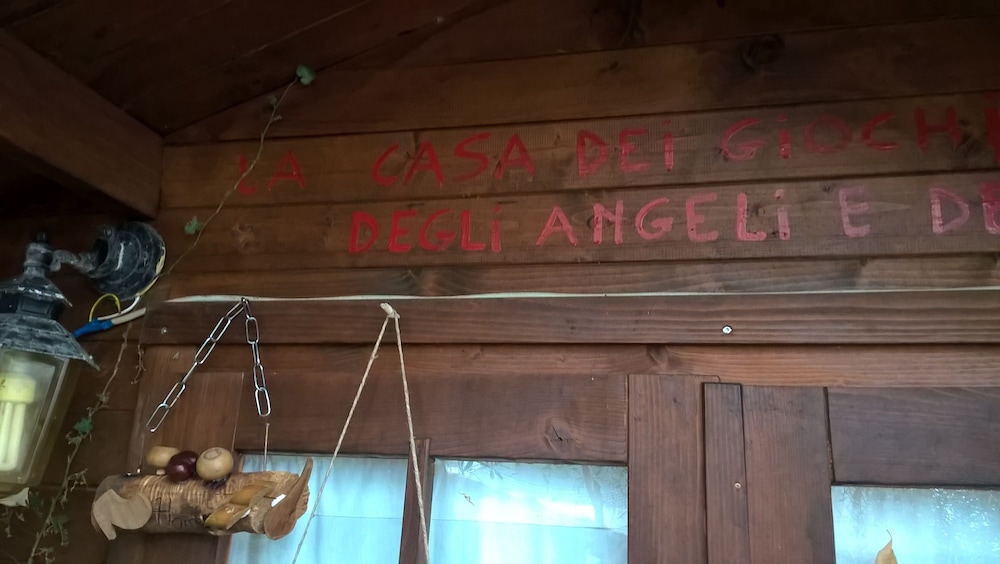 LA CASA DEI GIOCHI
DEGLI ANGELI E